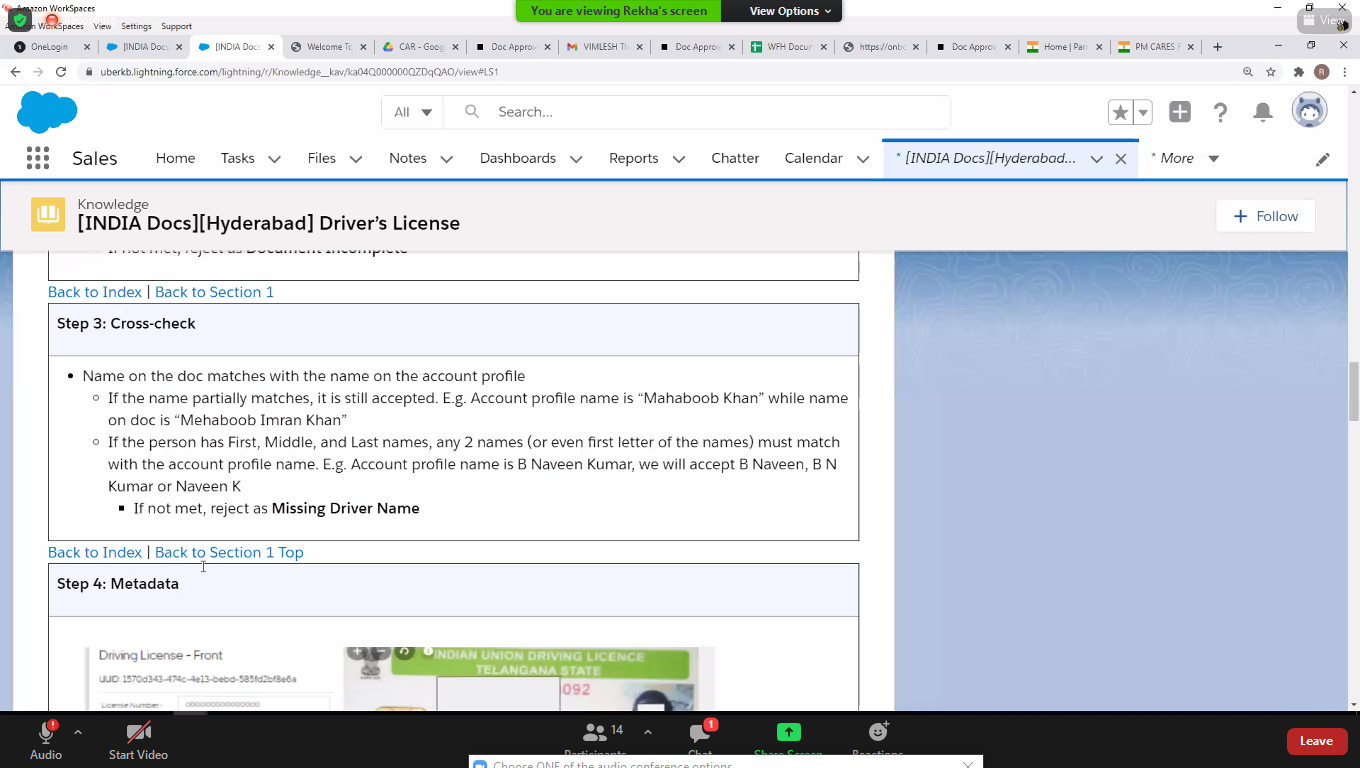 Amazon WorkSpaces
You are viewing Rekha's screen
View Options
Amazon WorkSpaces View Settings Support
View
OneLogin
[INDIA Docs
[INDIA Docs
Welcome To
CAR - Goog
Doc Approv
VIMLESH T
Doc Approv
WFH Docum
https://onbo
Doc Approv
Home | Par
PM CARES F
uberkb.lightning.force.com/lightning/r/Knowledge__kav/ka04Q000000QZDqQAO/view#LS1
R
All
Search...
Sales
Home
Tasks
Files
Notes
Dashboards
Reports
Chatter
Calendar
* [INDIA Docs][Hyderabad...
* More
Knowledge
[INDIA Docs][Hyderabad] Driver's License
Follow
If not met, reject as Document Incomplete
Back to Index | Back to Section 1
Step 3: Cross-check
• Name on the doc matches with the name on the account profile
○ If the name partially matches, it is still accepted. E.g. Account profile name is “Mahaboob Khan” while name
on doc is “Mehaboob Imran Khan”
○ If the person has First, Middle, and Last names, any 2 names (or even first letter of the names) must match
with the account profile name. E.g. Account profile name is B Naveen Kumar, we will accept B Naveen, B N
Kumar or Naveen K
▪ If not met, reject as Missing Driver Name
Back to Index | Back to Section 1 Top
Step 4: Metadata
Driving License - Front
UUID: 1570d343-474c-4e13-bebd-585fd2bf8e6a
License Number
INDIAN UNION DRIVING LICENCE
TELANGANA STATE
092
Audio
Start Video
14
Participants
1
Chat
Share Screen
Reactions
Leave
Choose ONE of the audio conference options